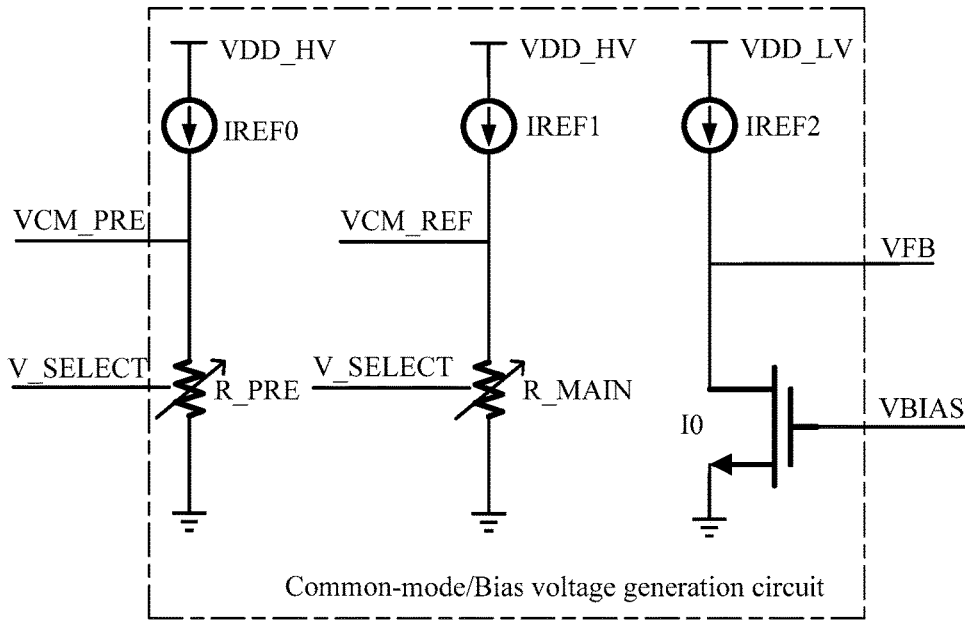 VDD_HV
VDD_HV
VDD_LV
IREF0
IREF1
IREF2
VCM_PRE
VCM_REF
VFB
V_SELECT
R_PRE
V_SELECT
R_MAIN
I0
VBIAS
Common-mode/Bias voltage generation circuit